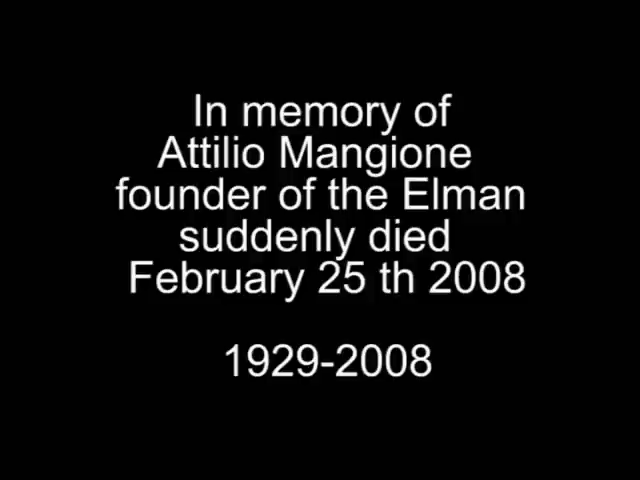 In memory of
Attilio Mangione
founder of the Elman
suddenly died
February 25 th 2008
1929-2008